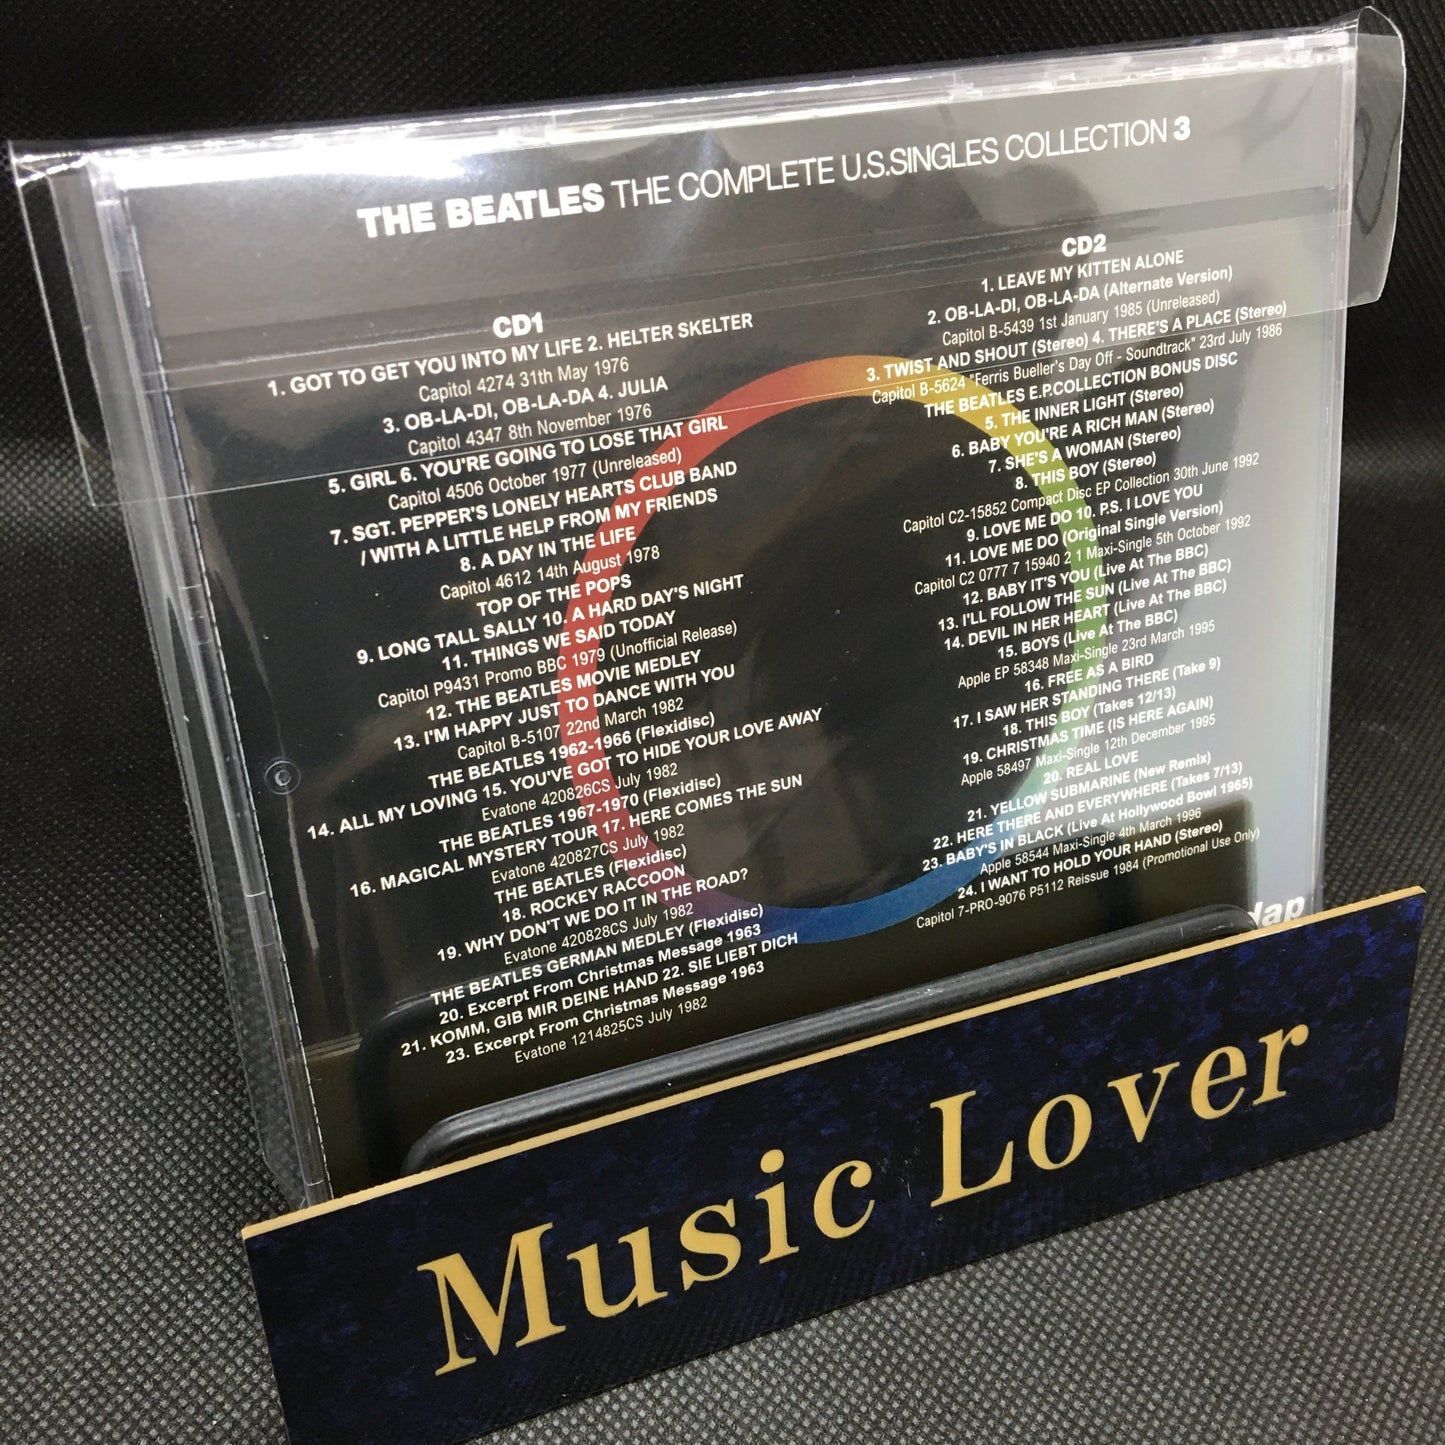 THE BEATLES THE COMPLETE U.S.SINGLES COLLECTION 3
CD1
1. GOT TO GET YOU INTO MY LIFE 2. HELTER SKELTER
Capitol 4274 31th May 1976
3. OB-LA-DI, OB-LA-DA 4. JULIA
Capitol 4347 8th November 1976
5. GIRL 6. YOU'RE GOING TO LOSE THAT GIRL
Capitol 4506 October 1977 (Unreleased)
7. SGT. PEPPER'S LONELY HEARTS CLUB BAND
/ WITH A LITTLE HELP FROM MY FRIENDS
8. A DAY IN THE LIFE
Capitol 4612 14th August 1978
TOP OF THE POPS
9. LONG TALL SALLY 10. A HARD DAY'S NIGHT
11. THINGS WE SAID TODAY
Capitol P9431 Promo BBC 1979 (Unofficial Release)
12. THE BEATLES MOVIE MEDLEY
13. I'M HAPPY JUST TO DANCE WITH YOU
Capitol B-5107 22nd March 1982
THE BEATLES 1962-1966 (Flexidisc)
14. ALL MY LOVING 15. YOU'VE GOT TO HIDE YOUR LOVE AWAY
Evatone 420826CS July 1982
THE BEATLES 1967-1970 (Flexidisc)
16. MAGICAL MYSTERY TOUR 17. HERE COMES THE SUN
Evatone 420827CS July 1982
THE BEATLES (Flexidisc)
18. ROCKEY RACCOON
19. WHY DON'T WE DO IT IN THE ROAD?
Evatone 420828CS July 1982
THE BEATLES GERMAN MEDLEY (Flexidisc)
20. Excerpt From Christmas Message 1963
21. KOMM, GIB MIR DEINE HAND 22. SIE LIEBT DICH
23. Excerpt From Christmas Message 1963
Evatone 1214825CS July 1982
CD2
1. LEAVE MY KITTEN ALONE
2. OB-LA-DI, OB-LA-DA (Alternate Version)
Capitol B-5439 1st January 1985 (Unreleased)
3. TWIST AND SHOUT (Stereo) 4. THERE'S A PLACE (Stereo)
Capitol B-5624 "Ferris Bueller's Day Off - Soundtrack" 23rd July 1986
THE BEATLES E.P.COLLECTION BONUS DISC
5. THE INNER LIGHT (Stereo)
6. BABY YOU'RE A RICH MAN (Stereo)
7. SHE'S A WOMAN (Stereo)
8. THIS BOY (Stereo)
Capitol C2-15852 Compact Disc EP Collection 30th June 1992
9. LOVE ME DO 10. P.S. I LOVE YOU
11. LOVE ME DO (Original Single Version)
Capitol C2 0777 7 15940 2 1 Maxi-Single 5th October 1992
12. BABY IT'S YOU (Live At The BBC)
13. I'LL FOLLOW THE SUN (Live At The BBC)
14. DEVIL IN HER HEART (Live At The BBC)
15. BOYS (Live At The BBC)
Apple EP 58348 Maxi-Single 23rd March 1995
16. FREE AS A BIRD
17. I SAW HER STANDING THERE (Take 9)
18. THIS BOY (Takes 12/13)
19. CHRISTMAS TIME (IS HERE AGAIN)
Apple 58497 Maxi-Single 12th December 1995
20. REAL LOVE
21. YELLOW SUBMARINE (New Remix)
22. HERE THERE AND EVERYWHERE (Takes 7/13)
23. BABY'S IN BLACK (Live At Hollywood Bowl 1965)
Apple 58544 Maxi-Single 4th March 1996
24. I WANT TO HOLD YOUR HAND (Stereo)
Capitol 7-PRO-9076 P5112 Reissue 1984 (Promotional Use Only)
Music Lover